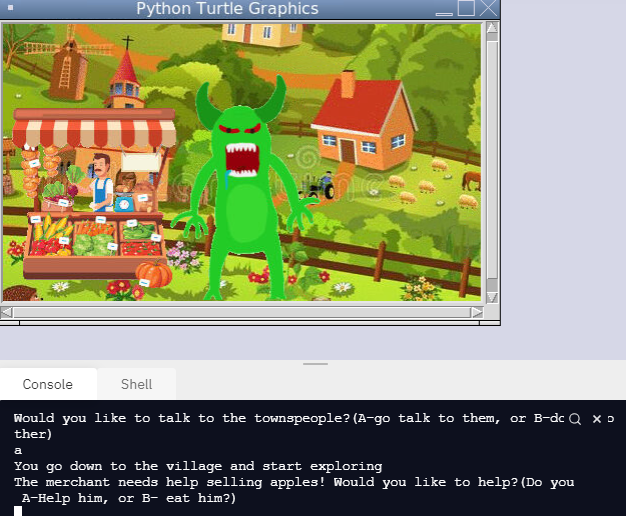 Python Turtle Graphics
Console Shell
Would you like to talk to the townspeople?(A-go talk to them, or B-
ther)
a
You go down to the village and start exploring
The merchant needs help selling apples! Would you like to help?(Do you
A-Help him, or B- eat him?)